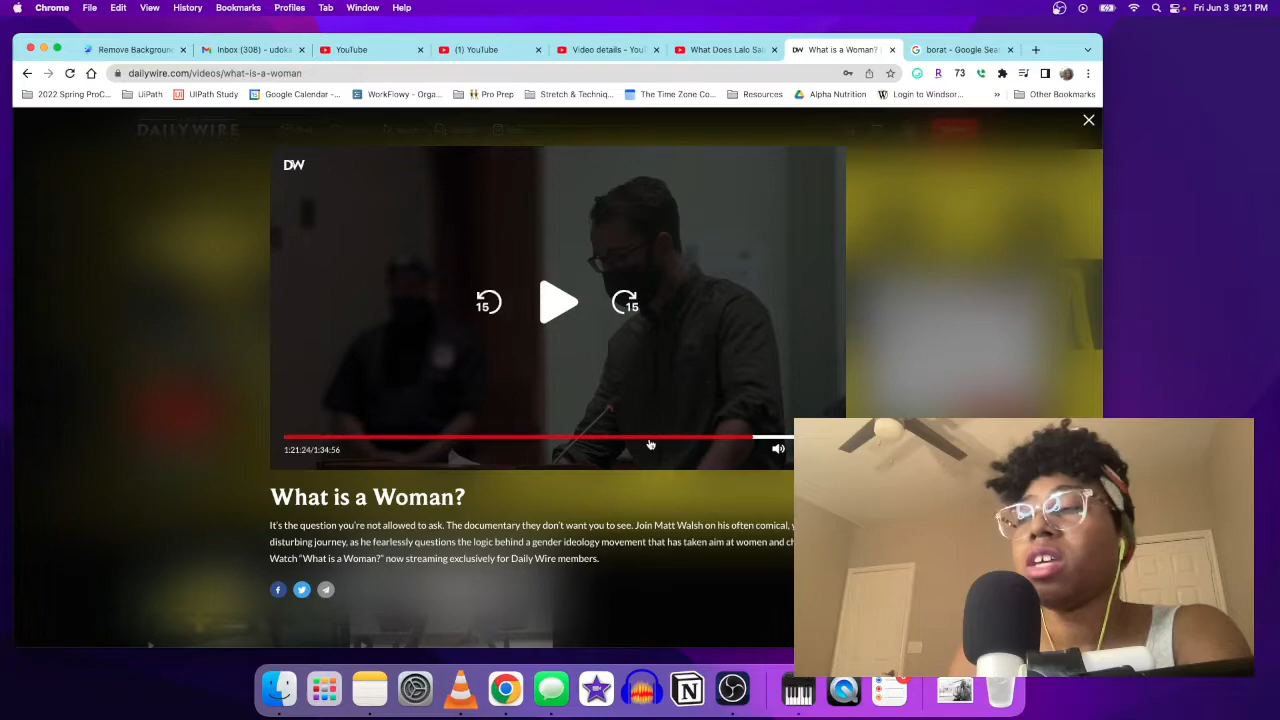 Chrome File Edit View History Bookmarks Profiles Tab Window Help Fri Jun 3 9:21 PM
Remove Backgroun Inbox (308) - udoka YouTube (1) YouTube Video details - You What Does Lalo Sala What is a Woman? borat - Google Sea
dailywire.com/videos/what-is-a-woman 73
2022 Spring ProC... UiPath UIPath Study Google Calendar -... WorkFlowy - Orga... Pro Prep Stretch & Techniq... The Time Zone Co... Resources Alpha Nutrition Login to Windsor... » Other Bookmarks
DAILYWIRE
DW
15 15
1:21:24/1:34:56
What is a Woman?
It's the question you're not allowed to ask. The documentary they don't want you to see. Join Matt Walsh on his often comical,
disturbing journey, as he fearlessly questions the logic behind a gender ideology movement that has taken aim at women and ch
Watch "What is a Woman?" now streaming exclusively for Daily Wire members.